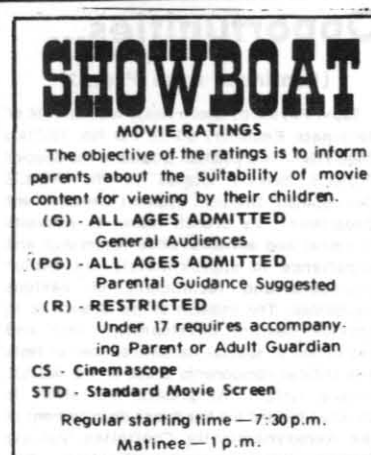 SHOWBOAT
MOVIE RATINGS
The objective of the ratings is to inform
parents about the suitability of movie
content for viewing by their children.
(G) - ALL AGES ADMITTED
General Audiences
(PG) - ALL AGES ADMITTED
Parental Guidance Suggested
(R) - RESTRICTED
Under 17 requires accompany-
ing Parent or Adult Guardian
CS - Cinemascope
STD - Standard Movie Screen
Regular starting time — 7:30 p.m.
Matinee — 1 p.m.